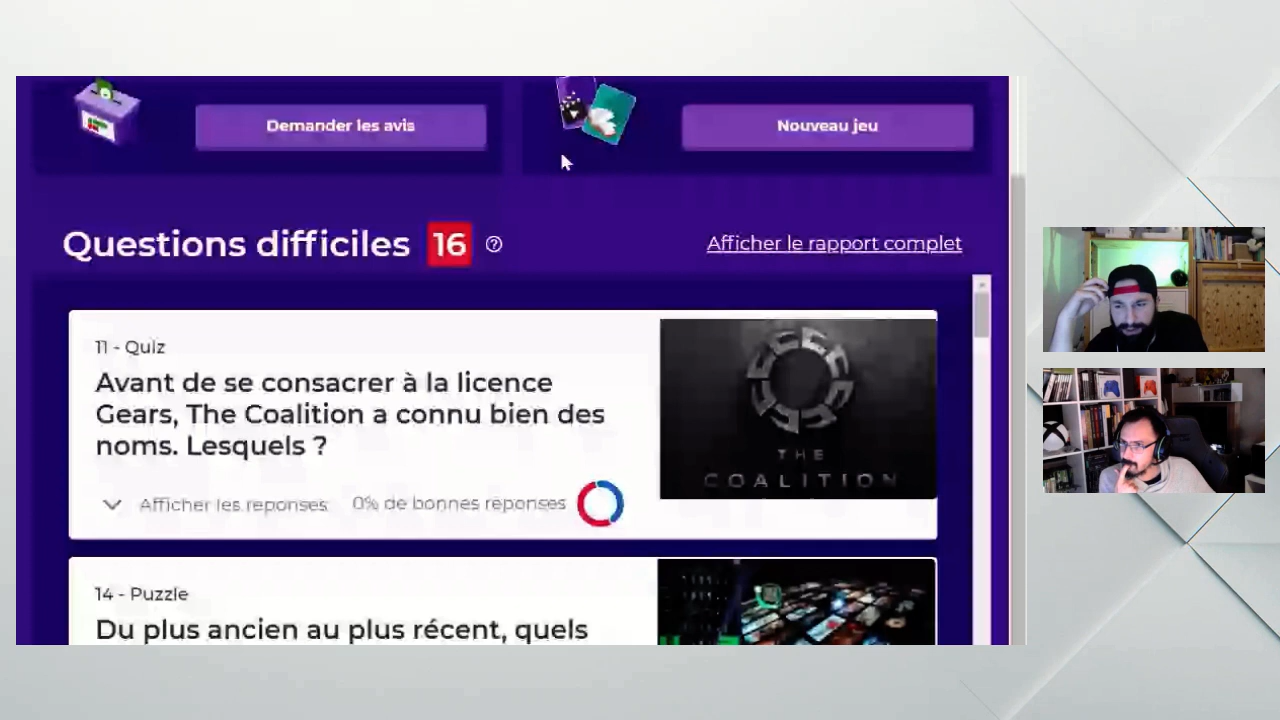 Demander les avis
Nouveau jeu
Questions difficiles 16
Afficher le rapport complet
11 - Quiz
Avant de se consacrer à la licence
Gears, The Coalition a connu bien des
noms. Lesquels ?
Afficher les réponses
0% de bonnes réponses
THE
COALITION
14 - Puzzle
Du plus ancien au plus récent, quels